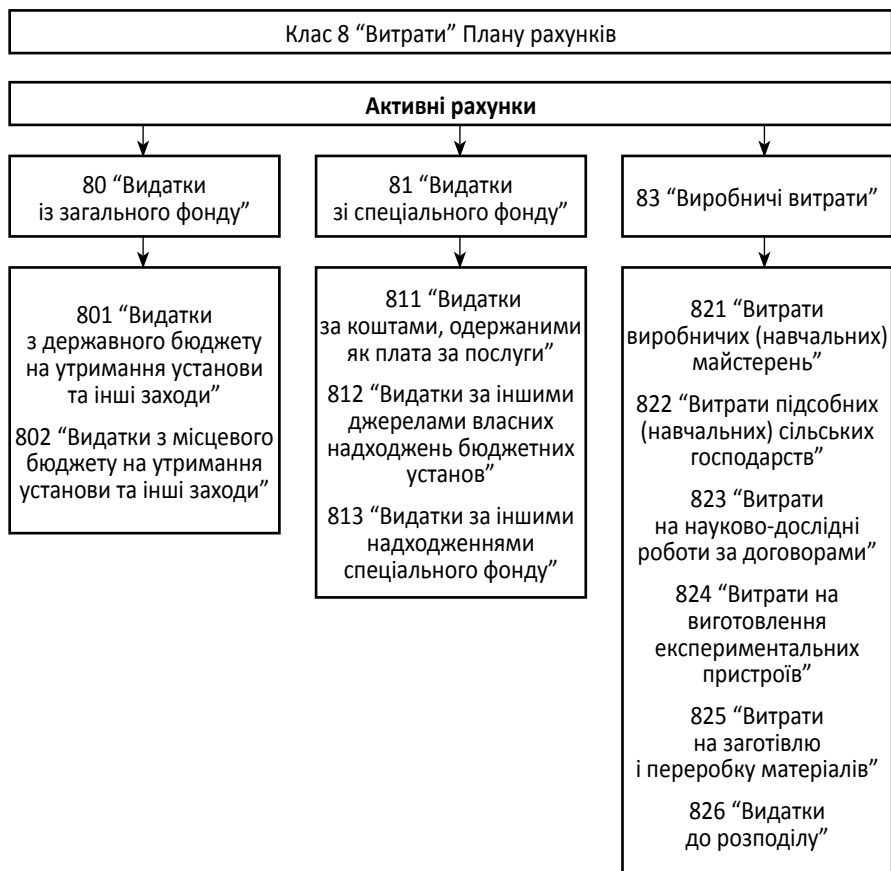 Клас 8 “Витрати” Плану рахунків
Активні рахунки
80 “Видатки
із загального фонду”
81 “Видатки
зі спеціального фонду”
83 “Виробничі витрати”
801 “Видатки
з державного бюджету
на утримання установи
та інші заходи”
802 “Видатки з місцевого
бюджету на утримання
установи та інші заходи”
811 “Видатки
за коштами, одержаними
як плата за послуги”
812 “Видатки за іншими
джерелами власних
надходжень бюджетних
установ”
813 “Видатки за іншими
надходженнями
спеціального фонду”
821 “Витрати
виробничих (навчальних)
майстерень”
822 “Витрати підсобних
(навчальних) сільських
господарств”
823 “Витрати
на науково-дослідні
роботи за договорами”
824 “Витрати на
виготовлення
експериментальних
пристроїв”
825 “Витрати
на заготівлю
і переробку матеріалів”
826 “Видатки
до розподілу”